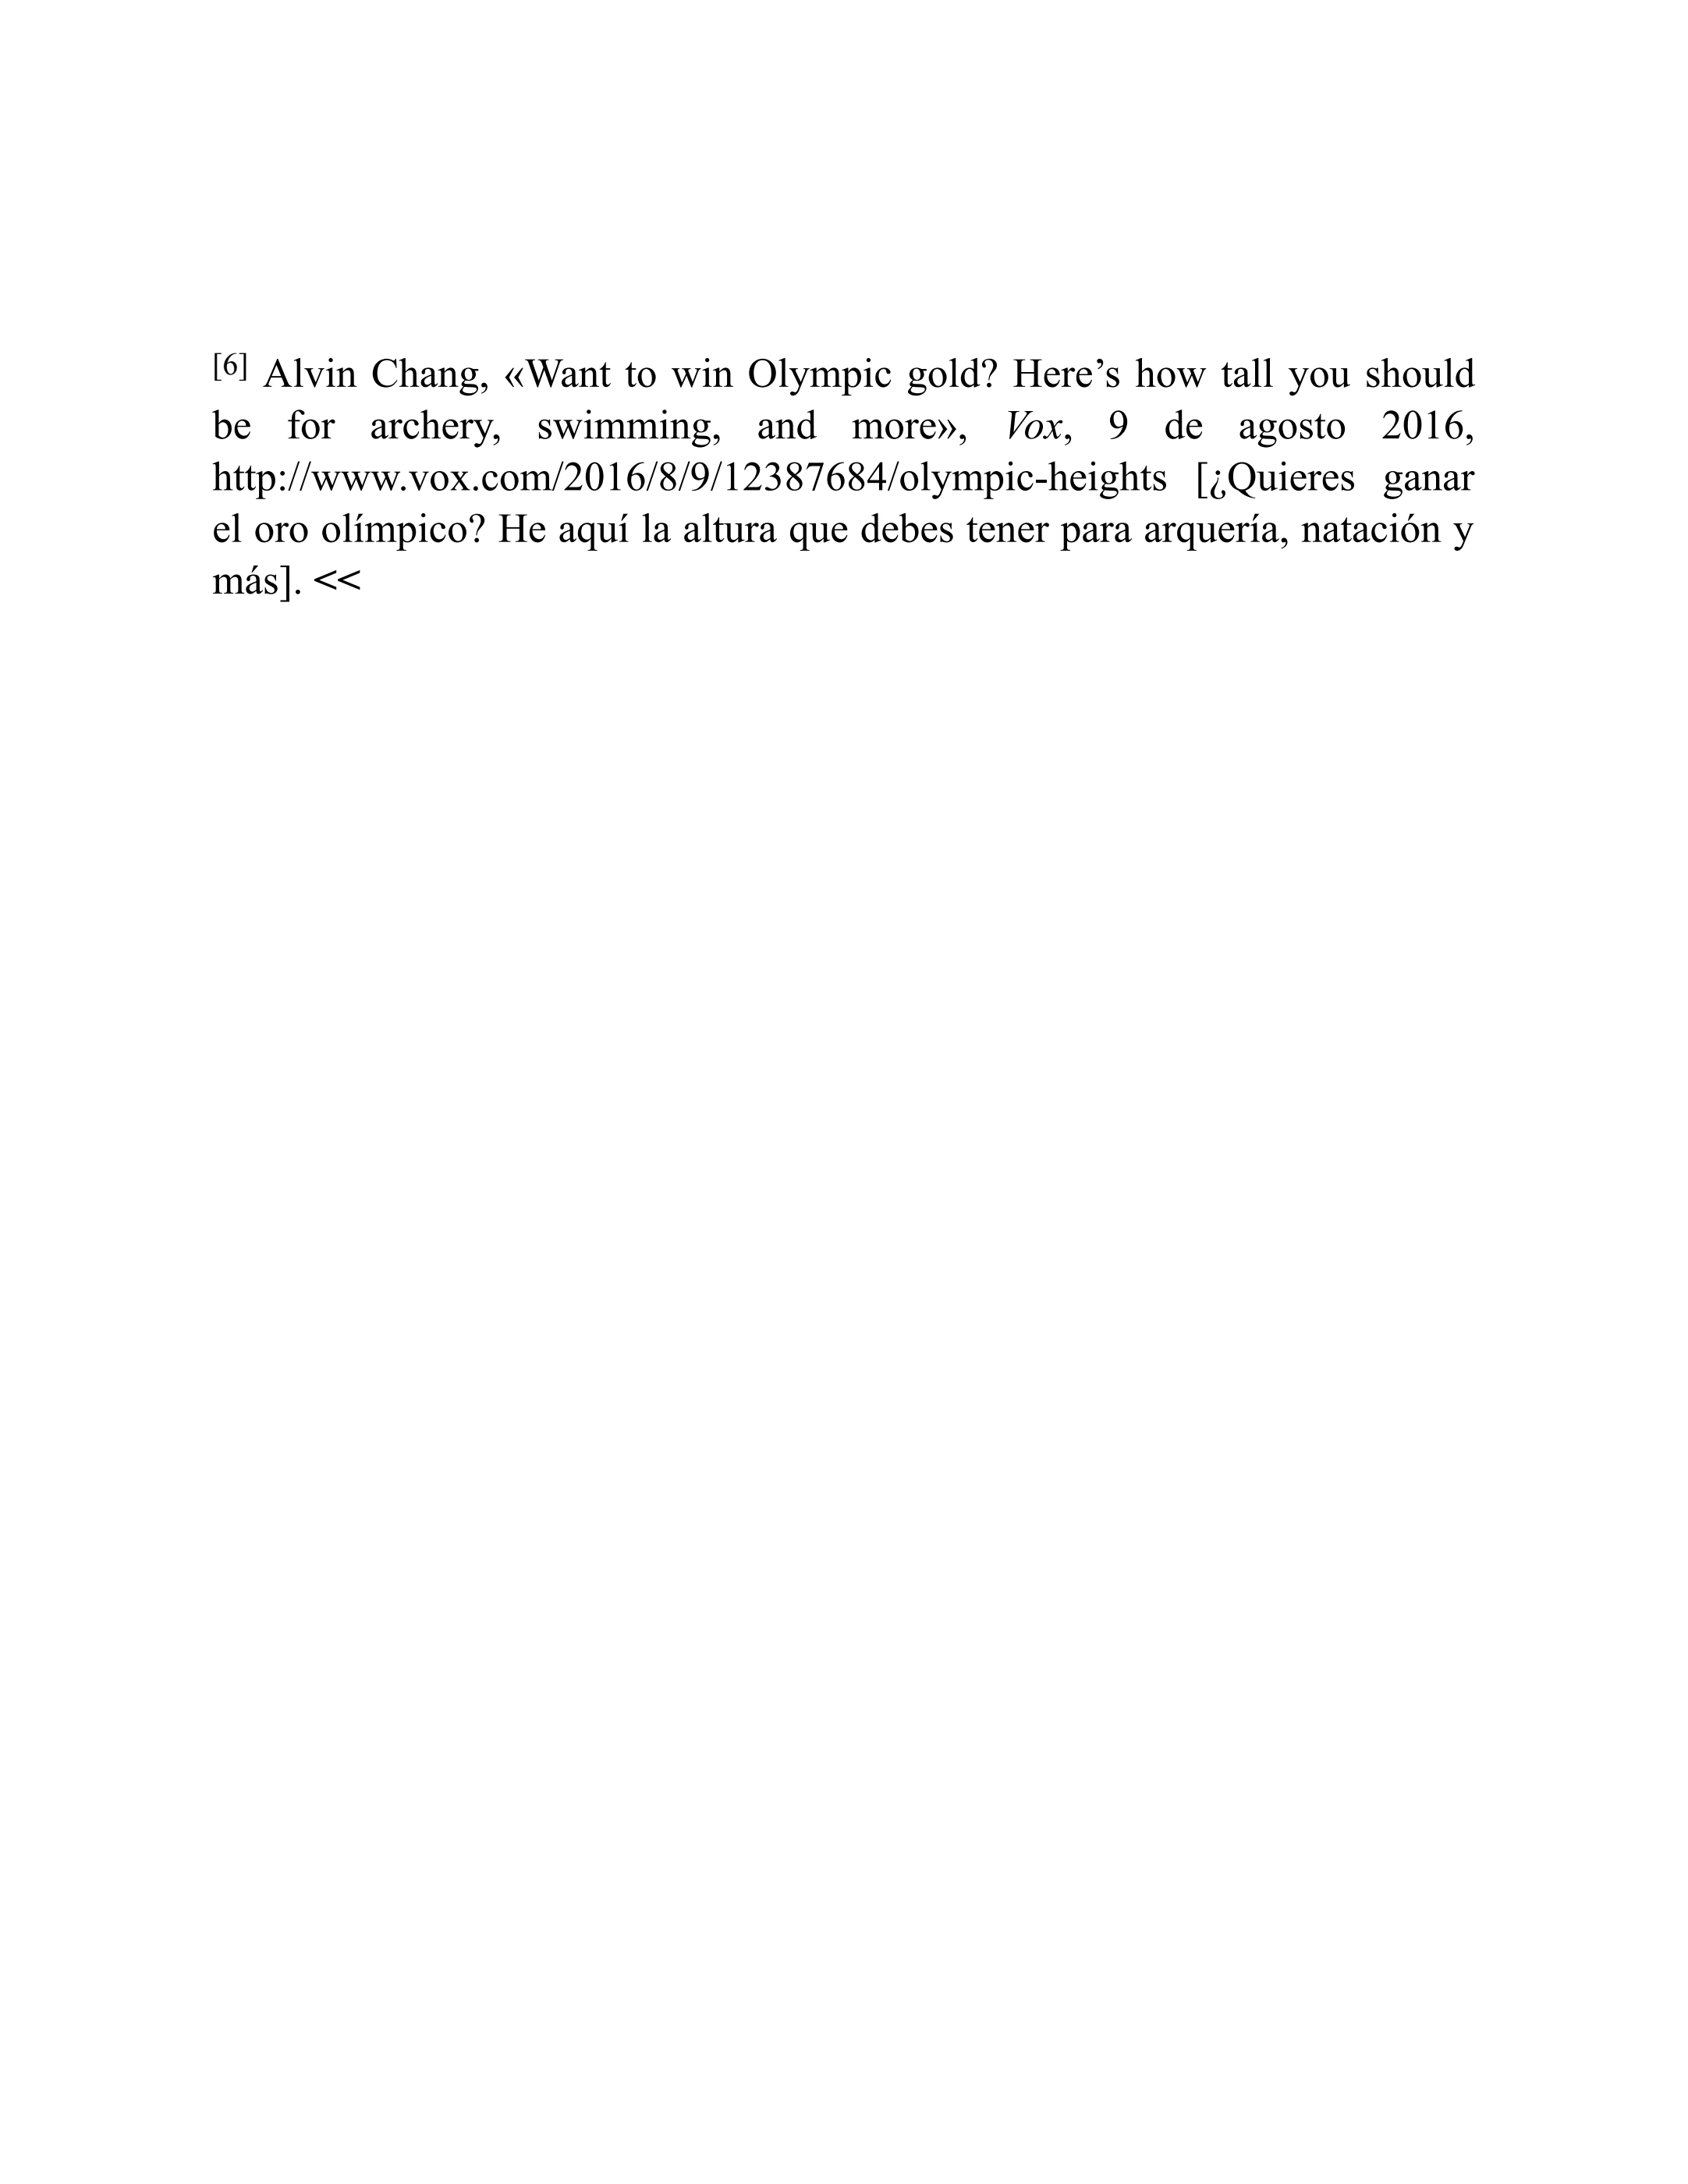 [6] Alvin Chang, «Want to win Olympic gold? Here’s how tall you should
be for archery, swimming, and more», Vox, 9 de agosto 2016,
http://www.vox.com/2016/8/9/12387684/olympic-heights [¿Quieres ganar
el oro olímpico? He aquí la altura que debes tener para arquería, natación y
más]. <<